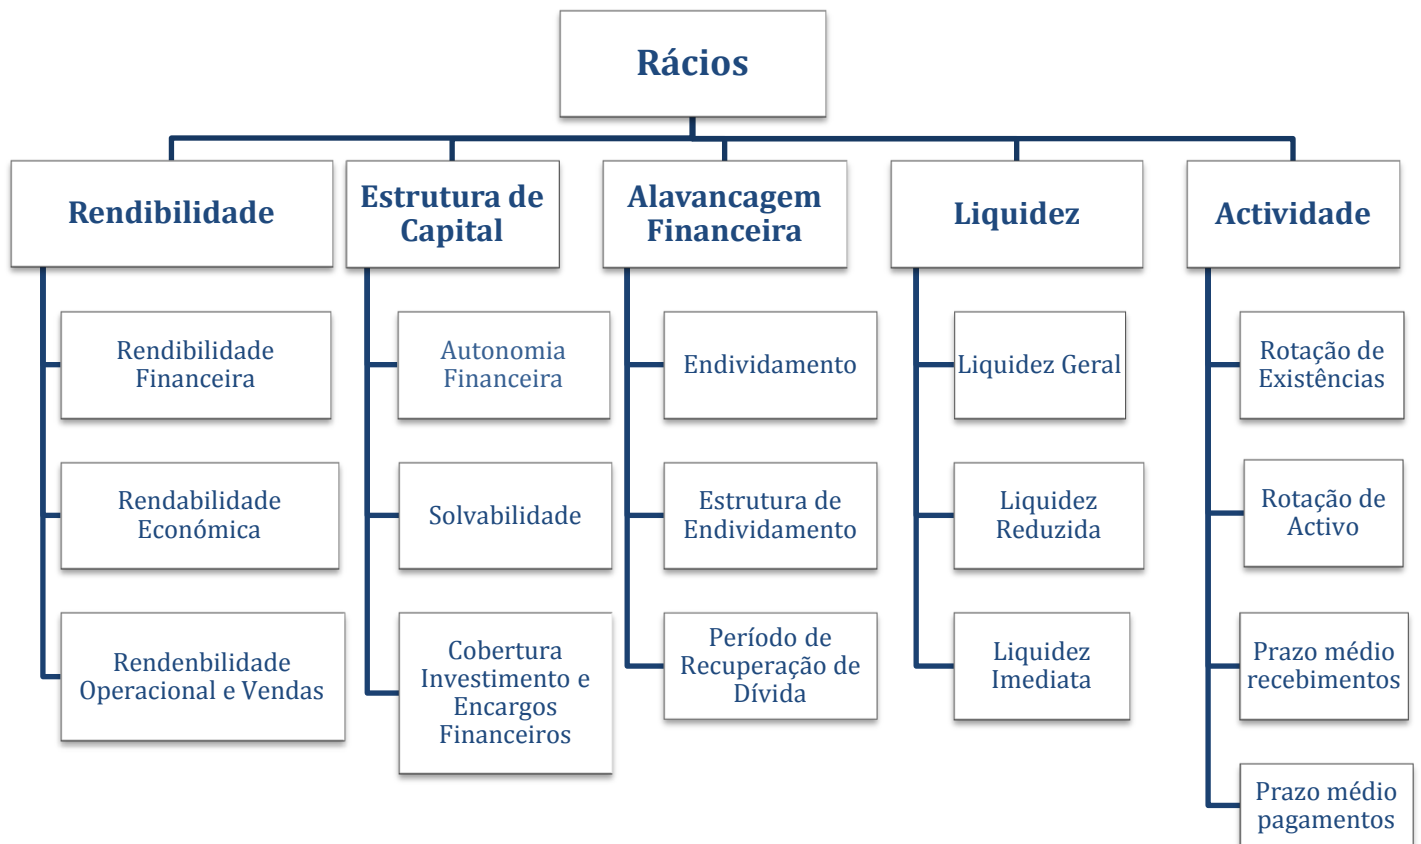 Rácios
Rendibilidade
Estrutura de
Capital
Alavancagem
Financeira
Liquidez
Actividade
Rendibilidade
Financeira
Rendabilidade
Económica
Rendenbilidade
Operacional e Vendas
Autonomia
Financeira
Solvabilidade
Cobertura
Investimento e
Encargos
Financeiros
Endividamento
Estrutura de
Endividamento
Período de
Recuperação de
Dívida
Liquidez Geral
Liquidez
Reduzida
Liquidez
Imediata
Rotação de
Existências
Rotação de
Activo
Prazo médio
recebimentos
Prazo médio
pagamentos